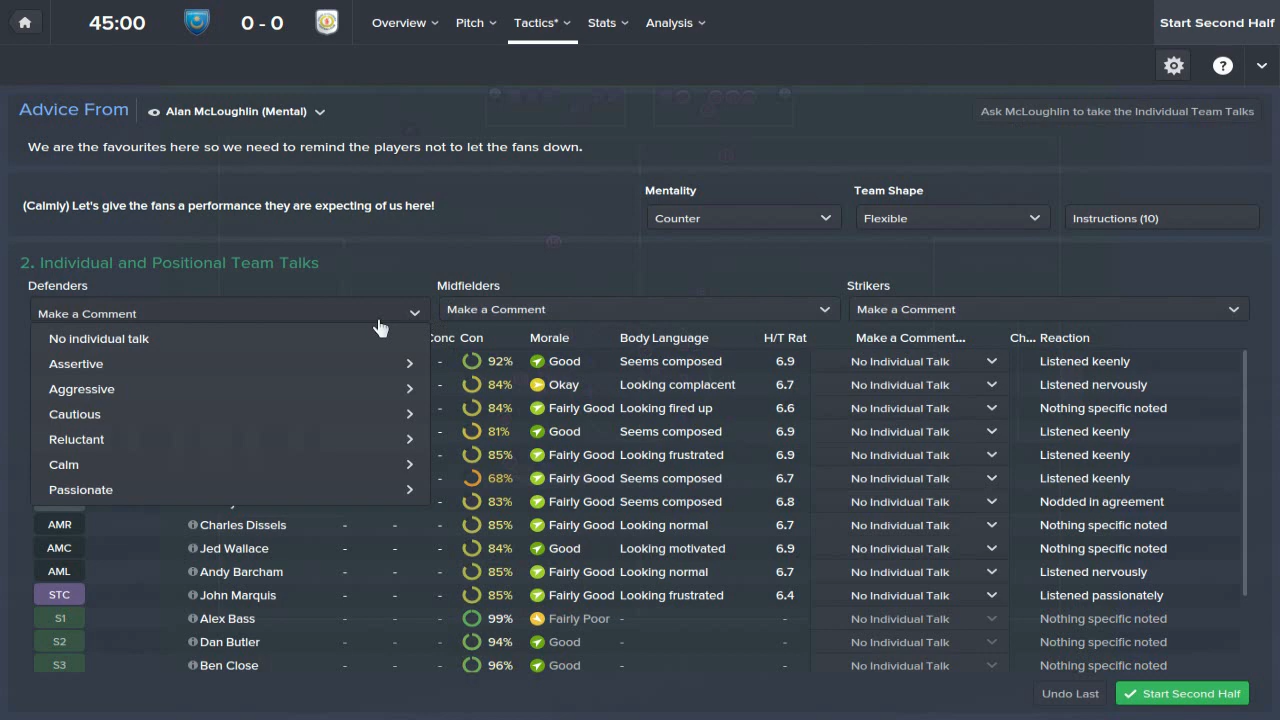 45:00 0 - 0 Overview Pitch Tactics* Stats Analysis Start Second Half
?
Advice From Alan McLoughlin (Mental) Ask McLoughlin to take the Individual Team Talks
We are the favourites here so we need to remind the players not to let the fans down.
Mentality Team Shape
(Calmly) Let's give the fans a performance they are expecting of us here! Counter Flexible Instructions (10)
2. Individual and Positional Team Talks
Defenders Midfielders Strikers
Make a Comment Make a Comment Make a Comment
No individual talk Conc Con Morale Body Language H/T Rat Make a Comment... Ch... Reaction
Assertive - 92% Good Seems composed 6.9 No Individual Talk Listened keenly
- 84% Okay Looking complacent 6.7 No Individual Talk Listened nervously
Aggressive - 84% Fairly Good Looking fired up 6.6 No Individual Talk Nothing specific noted
Cautious - 81% Good Seems composed 6.9 No Individual Talk Listened keenly
Reluctant - 85% Fairly Good Looking frustrated 6.9 No Individual Talk Listened keenly
Calm - 68% Fairly Good Seems composed 6.7 No Individual Talk Listened keenly
Passionate - 83% Fairly Good Seems composed 6.8 No Individual Talk Nodded in agreement
AMR Charles Dissels - - - 85% Fairly Good Looking normal 6.7 No Individual Talk Nothing specific noted
AMC Jed Wallace - - - 84% Good Looking motivated 6.9 No Individual Talk Nothing specific noted
AML Andy Barcham - - - 85% Fairly Good Looking normal 6.7 No Individual Talk Listened nervously
STC John Marquis - - - 85% Fairly Good Looking frustrated 6.4 No Individual Talk Listened passionately
S1 Alex Bass 99% Fairly Poor - - No Individual Talk Nothing specific noted
S2 Dan Butler 94% Good - - No Individual Talk Nothing specific noted
S3 Ben Close 96% Good - - No Individual Talk Nothing specific noted
Undo Last Start Second Half